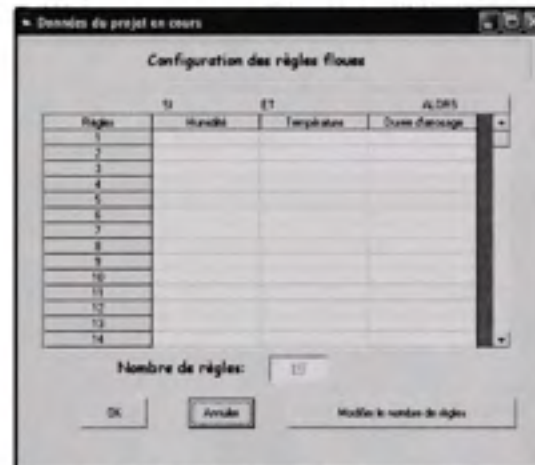 Données du projet en cours
Configuration des règles floues
SI ET ALORS
Règles Humidité Température Durée d'arrosage
1
2
3
4
5
6
7
8
9
10
11
12
13
14
Nombre de règles: 15
OK Annuler Modifier le nombre de règles